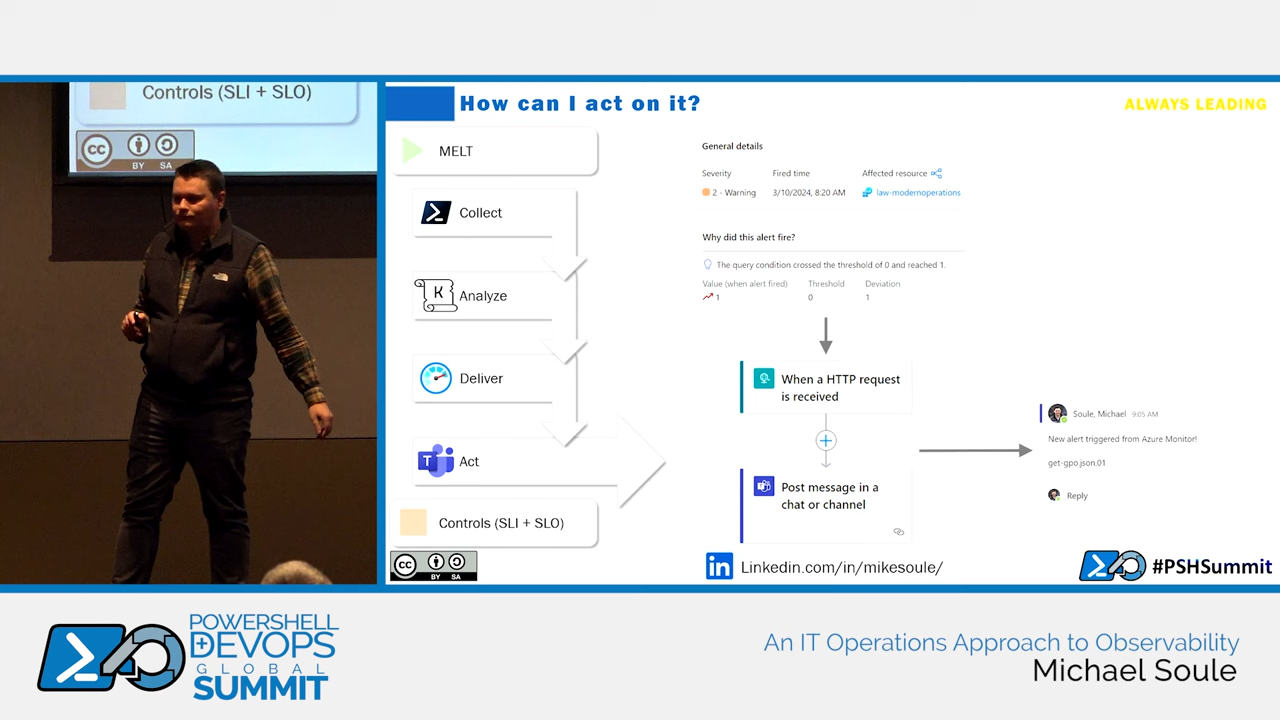 Controls (SLI + SLO)
CC BY SA
How can I act on it?
ALWAYS LEADING
MELT
Collect
K Analyze
Deliver
T Act
Controls (SLI + SLO)
CC BY SA
General details
Severity Fired time Affected resource
2 - Warning 3/10/2024, 8:20 AM law-modernoperations
Why did this alert fire?
The query condition crossed the threshold of 0 and reached 1.
Value (when alert fired) Threshold Deviation
1 0 1
When a HTTP request
is received
Post message in a
chat or channel
Soule, Michael 9:05 AM
New alert triggered from Azure Monitor!
get-gpo.json.01
Reply
in Linkedin.com/in/mikesoule/
#PSHSummit
POWERSHELL
+DEVOPS
GLOBAL
SUMMIT
An IT Operations Approach to Observability
Michael Soule